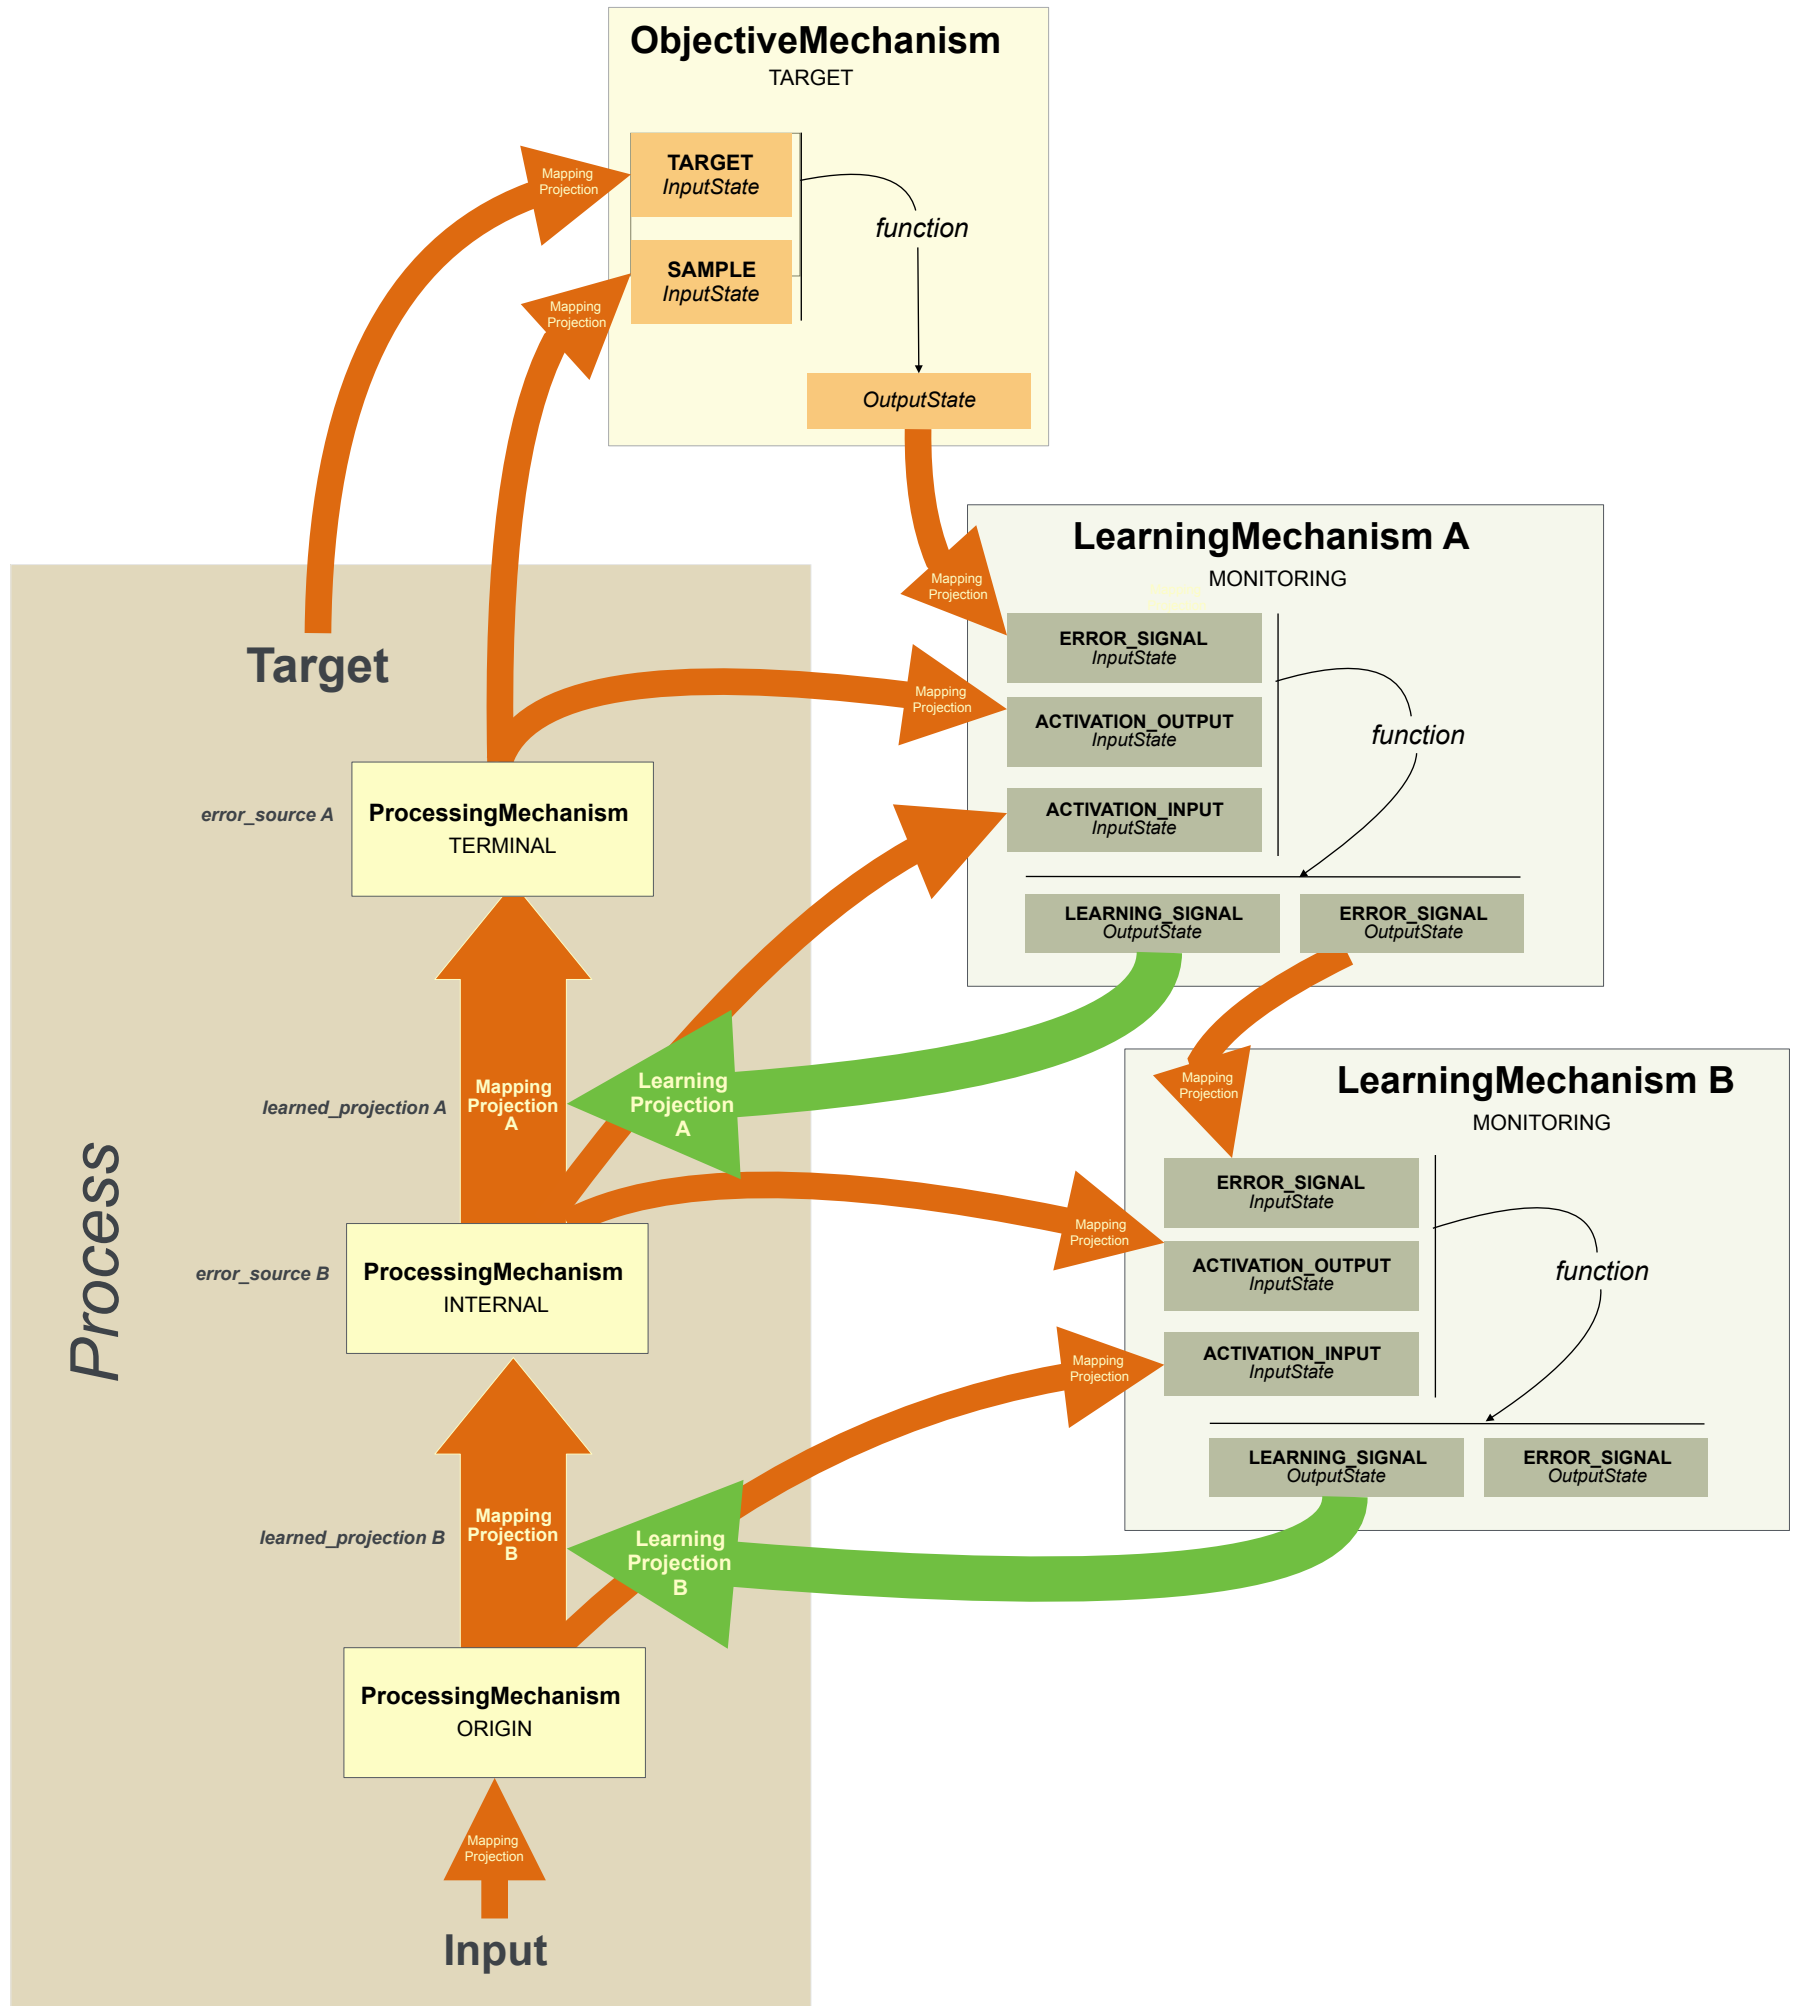 ObjectiveMechanism
TARGET
Mapping
Projection
TARGET
InputState
function
SAMPLE
InputState
Mapping
Projection
OutputState
LearningMechanism A
MONITORING
Mapping
Projection
ERROR_SIGNAL
InputState
Target
Mapping
Projection
ACTIVATION_OUTPUT
InputState
function
error_source A
ProcessingMechanism
TERMINAL
ACTIVATION_INPUT
InputState
LEARNING_SIGNAL
OutputState
ERROR_SIGNAL
OutputState
learned_projection A
Mapping
Projection
A
Learning
Projection
A
Mapping
Projection
LearningMechanism B
MONITORING
Process
ERROR_SIGNAL
InputState
Mapping
Projection
ACTIVATION_OUTPUT
InputState
function
error_source B
ProcessingMechanism
INTERNAL
Mapping
Projection
ACTIVATION_INPUT
InputState
LEARNING_SIGNAL
OutputState
ERROR_SIGNAL
OutputState
learned_projection B
Mapping
Projection
B
Learning
Projection
B
ProcessingMechanism
ORIGIN
Mapping
Projection
Input